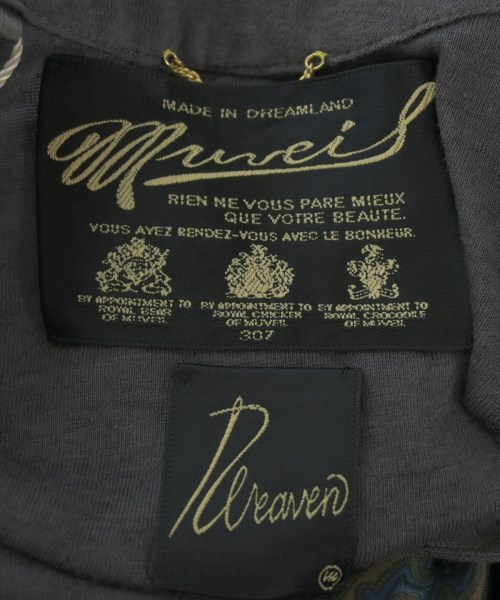 MADE IN DREAMLAND
Muveil
RIEN NE VOUS PARE MIEUX
QUE VOTRE BEAUTE.
VOUS AVEZ RENDEZ-VOUS AVEC LE BONHEUR.
BY APPOINTMENT TO
ROYAL BEAR
OF MUVEIL
BY APPOINTMENT TO
ROYAL CHICKEN
OF MUVEIL
307
BY APPOINTMENT TO
ROYAL CROCODILE
OF MUVEIL
Weaven